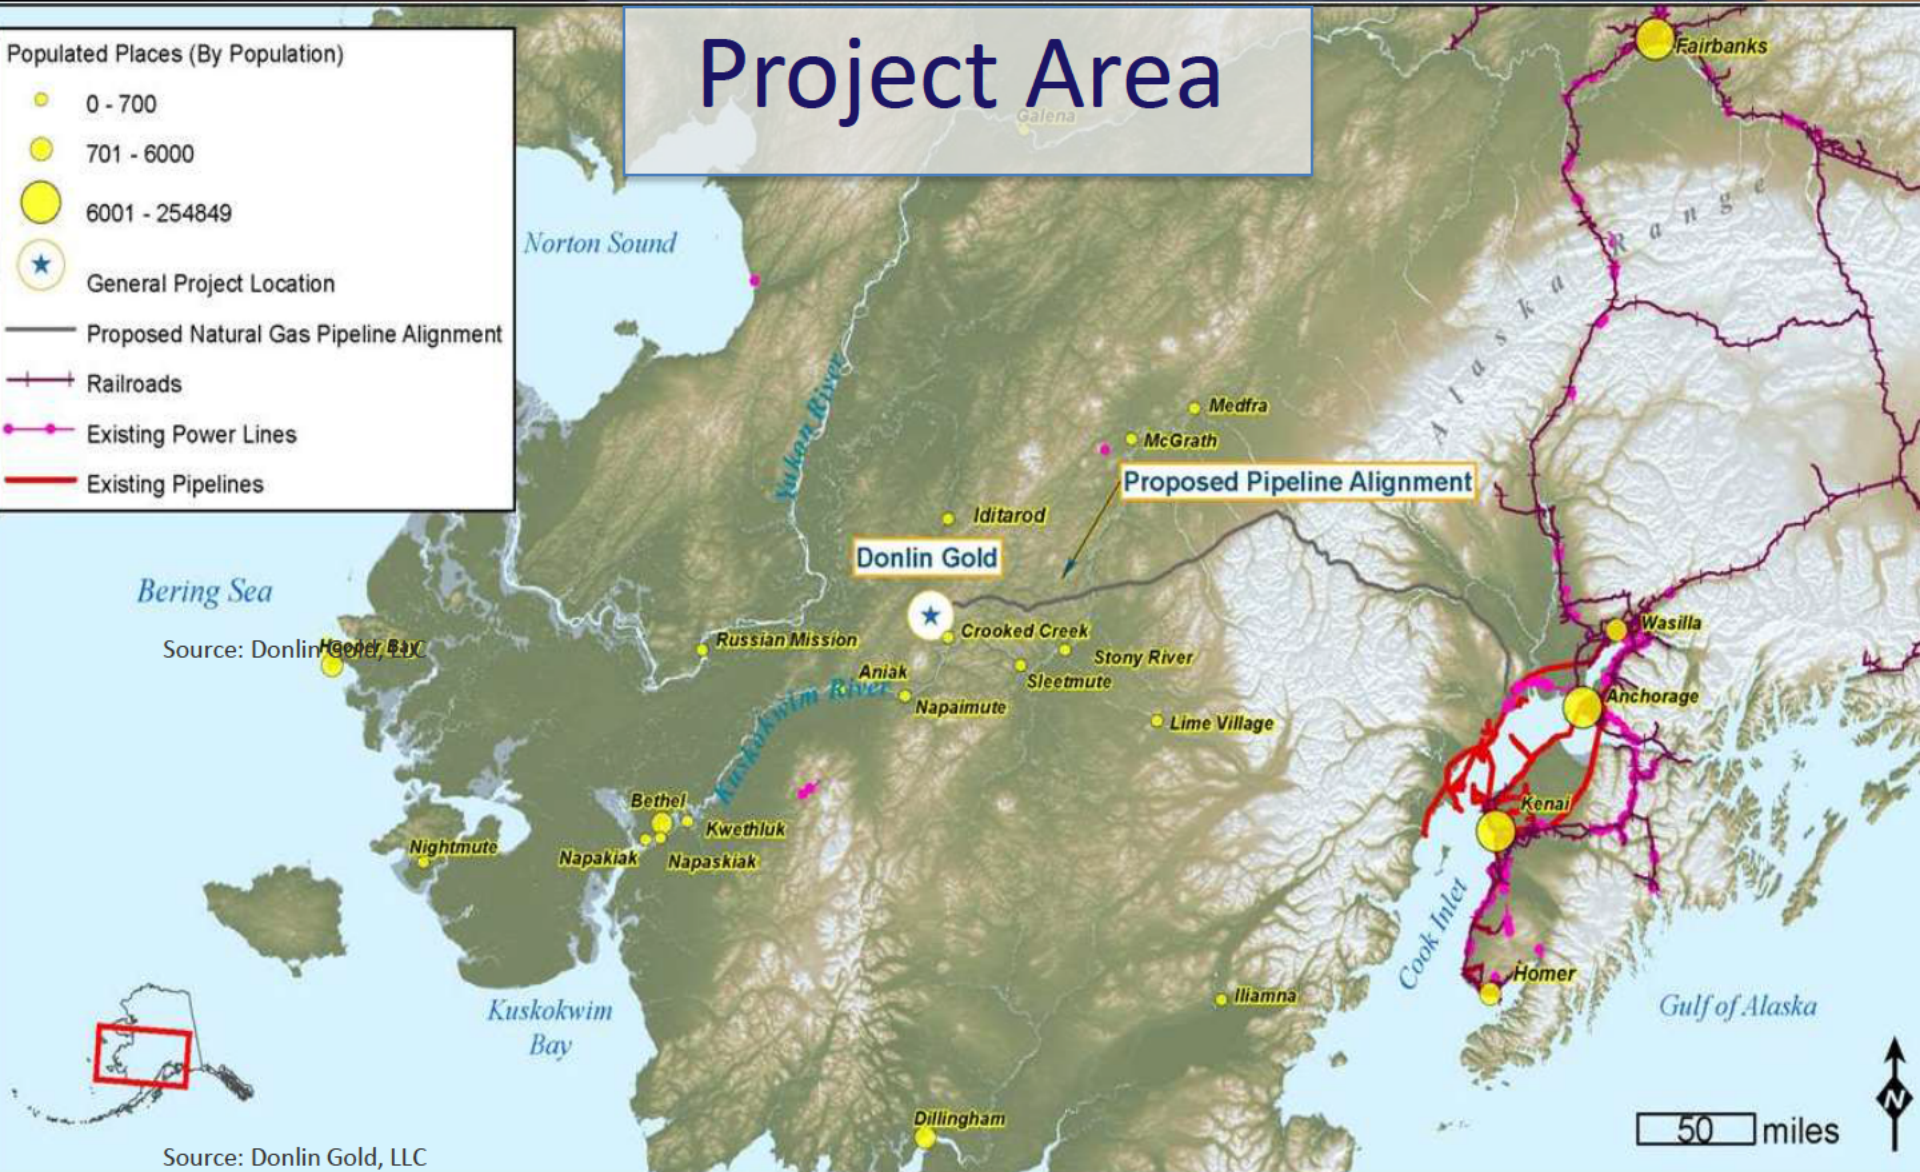 Project Area
Populated Places (By Population)
0 - 700
701 - 6000
6001 - 254849
General Project Location
Proposed Natural Gas Pipeline Alignment
Railroads
Existing Power Lines
Existing Pipelines
Fairbanks
Galena
Norton Sound
Alaska Range
Yukon River
Medfra
McGrath
Proposed Pipeline Alignment
Iditarod
Donlin Gold
Bering Sea
Hooper Bay
Source: Donlin Gold, LLC
Russian Mission
Crooked Creek
Stony River
Sleetmute
Aniak
Napaimute
Kuskokwim River
Lime Village
Wasilla
Anchorage
Kenai
Bethel
Kwethluk
Napakiak
Napaskiak
Nightmute
Cook Inlet
Homer
Iliamna
Gulf of Alaska
Kuskokwim
Bay
Dillingham
N
50 miles
Source: Donlin Gold, LLC